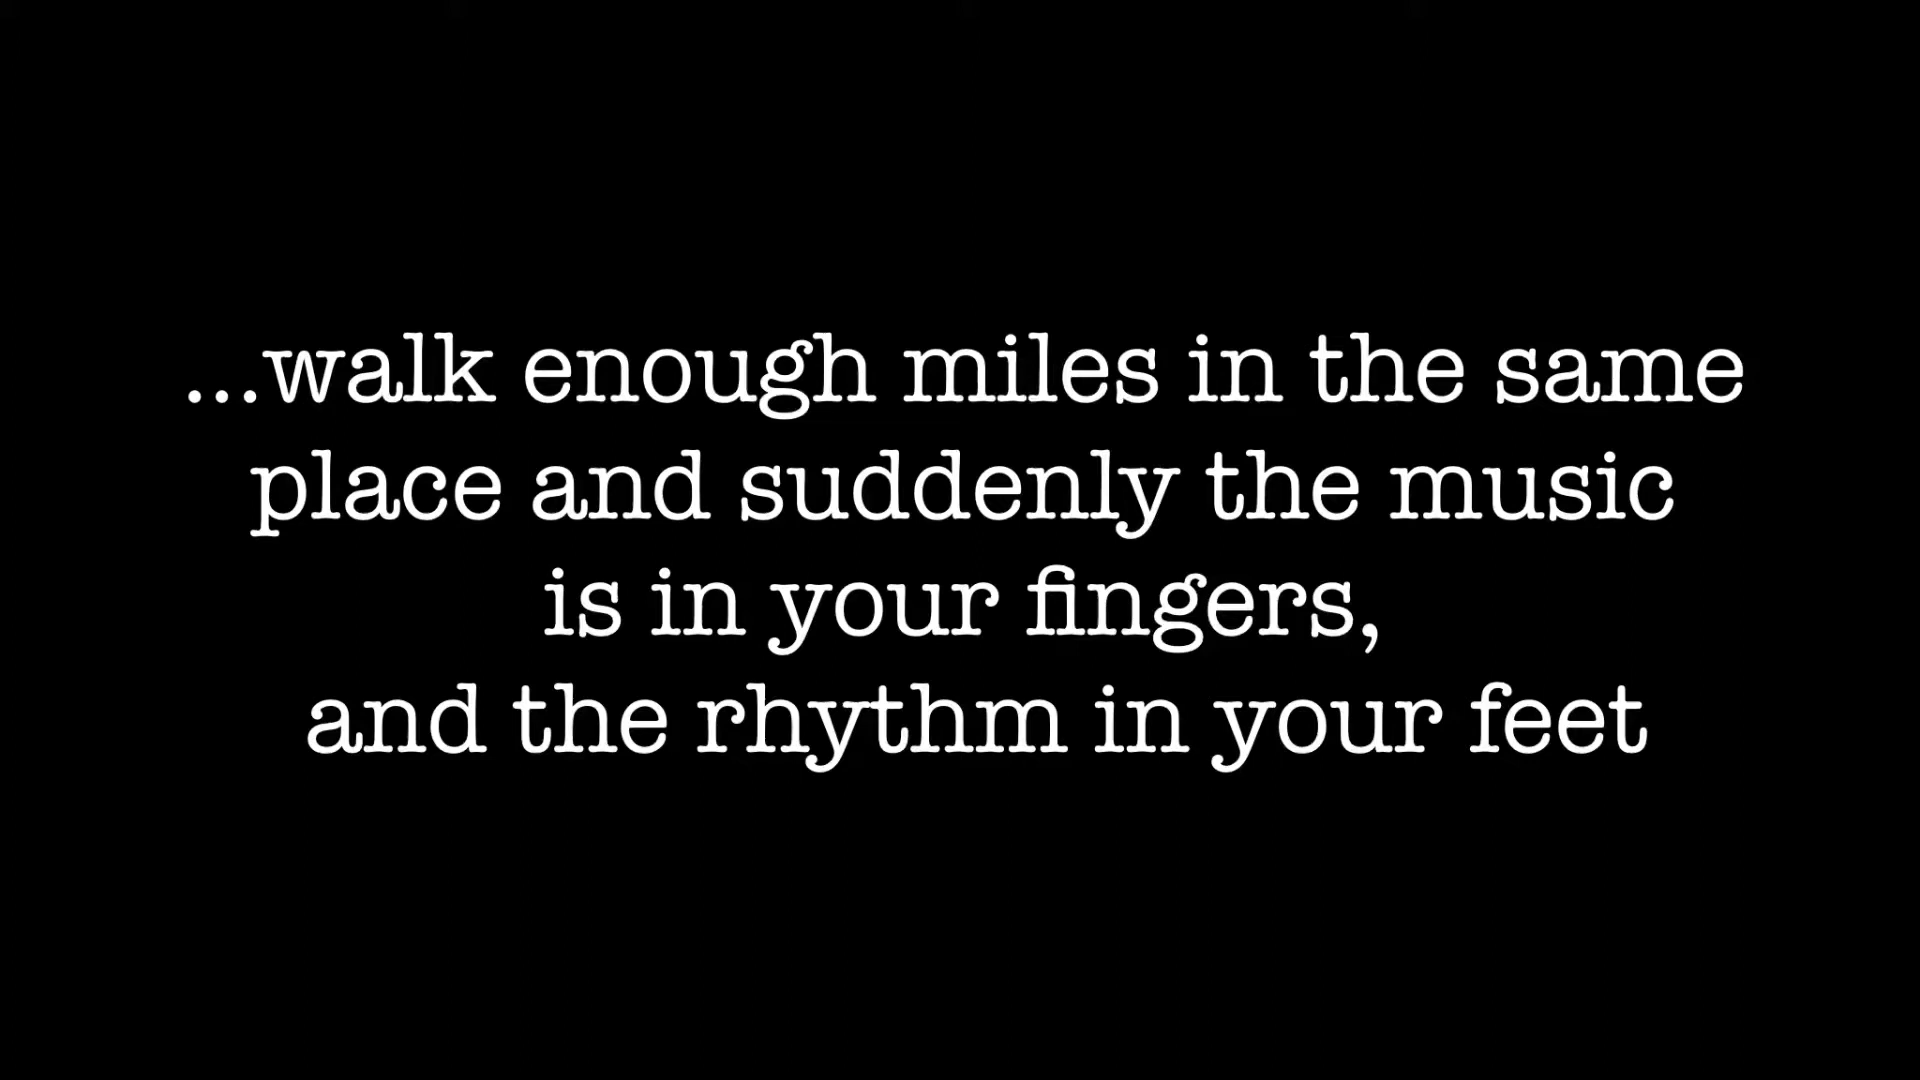 ...walk enough miles in the same
place and suddenly the music
is in your fingers,
and the rhythm in your feet